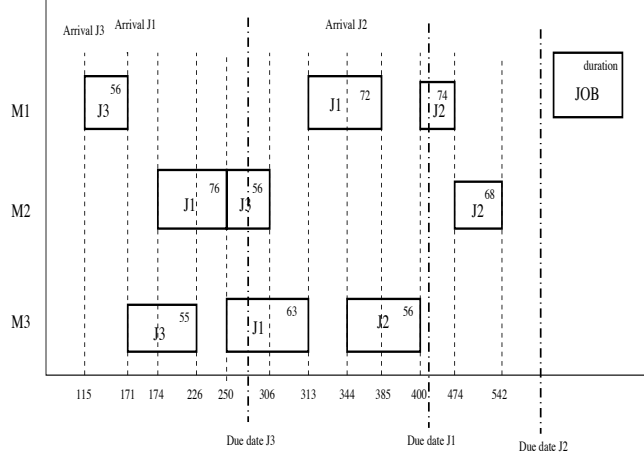 Arrival J3 Arrival J1 Arrival J2
duration
JOB
M1
56
J3
J1
72
74
J2
M2
J1
76
J3
56
J2
68
M3
J3
55
J1
63
J2
56
115 171 174 226 250 306 313 344 385 400 474 542
Due date J3 Due date J1 Due date J2